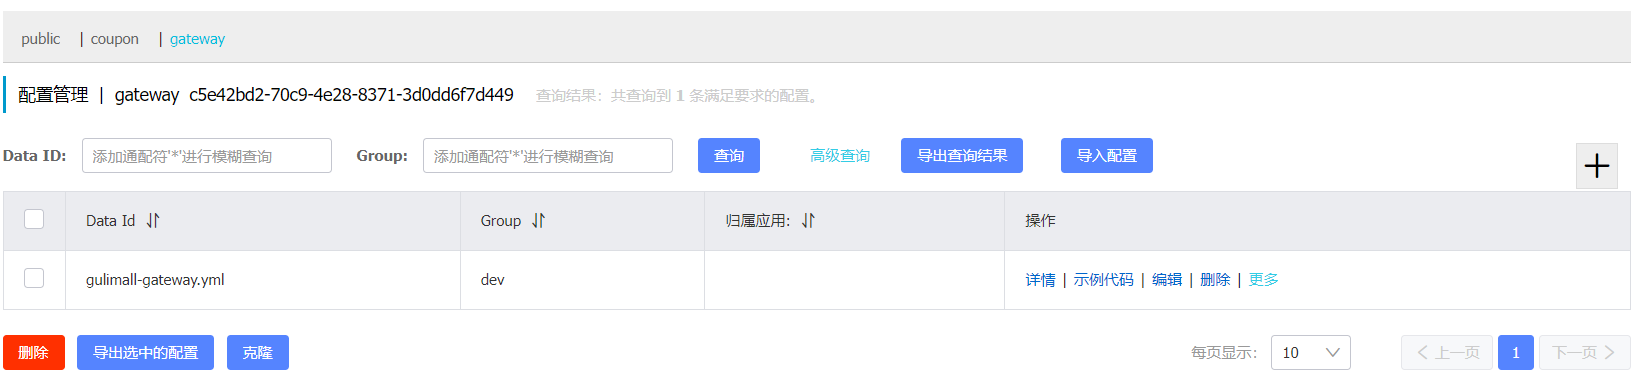 public | coupon | gateway
配置管理 | gateway c5e42bd2-70c9-4e28-8371-3d0dd6f7d449 查询结果：共查询到 1 条满足要求的配置。
Data ID: 添加通配符'*'进行模糊查询 Group: 添加通配符'*'进行模糊查询 查询 高级查询 导出查询结果 导入配置
Data Id Group 归属应用: 操作
gulimall-gateway.yml dev 详情 | 示例代码 | 编辑 | 删除 | 更多
删除 导出选中的配置 克隆 每页显示: 10 上一页 1 下一页